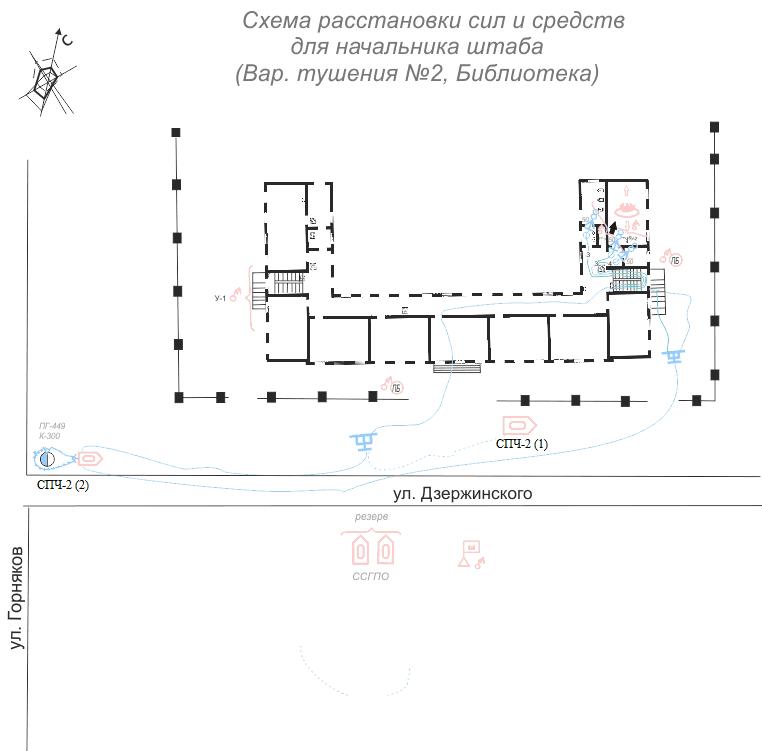 Схема расстановки сил и средств
для начальника штаба
(Вар. тушения №2, Библиотека)
С
У-1
ПБ
ПБ
ПГ-449
К-300
СПЧ-2 (1)
СПЧ-2 (2)
ул. Дзержинского
резерв
ССГПО
ул. Горняков